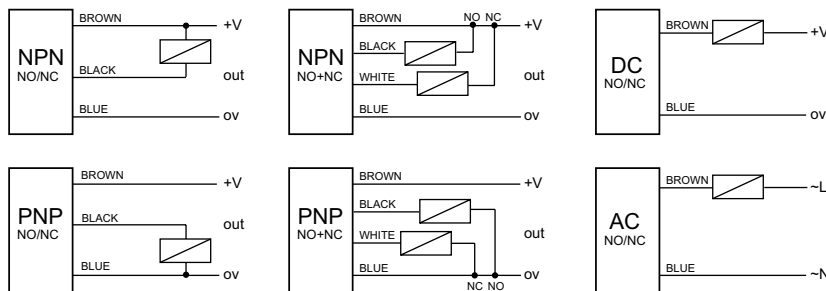 BROWN
+V
NPN
NO/NC
BLACK
out
BLUE
ov
BROWN
NO NC
+V
NPN
NO+NC
BLACK
WHITE
out
BLUE
ov
BROWN
+V
DC
NO/NC
BLUE
ov
BROWN
+V
PNP
NO/NC
BLACK
out
BLUE
ov
BROWN
+V
PNP
NO+NC
BLACK
WHITE
out
BLUE
ov
NC NO
BROWN
~L
AC
NO/NC
BLUE
~N